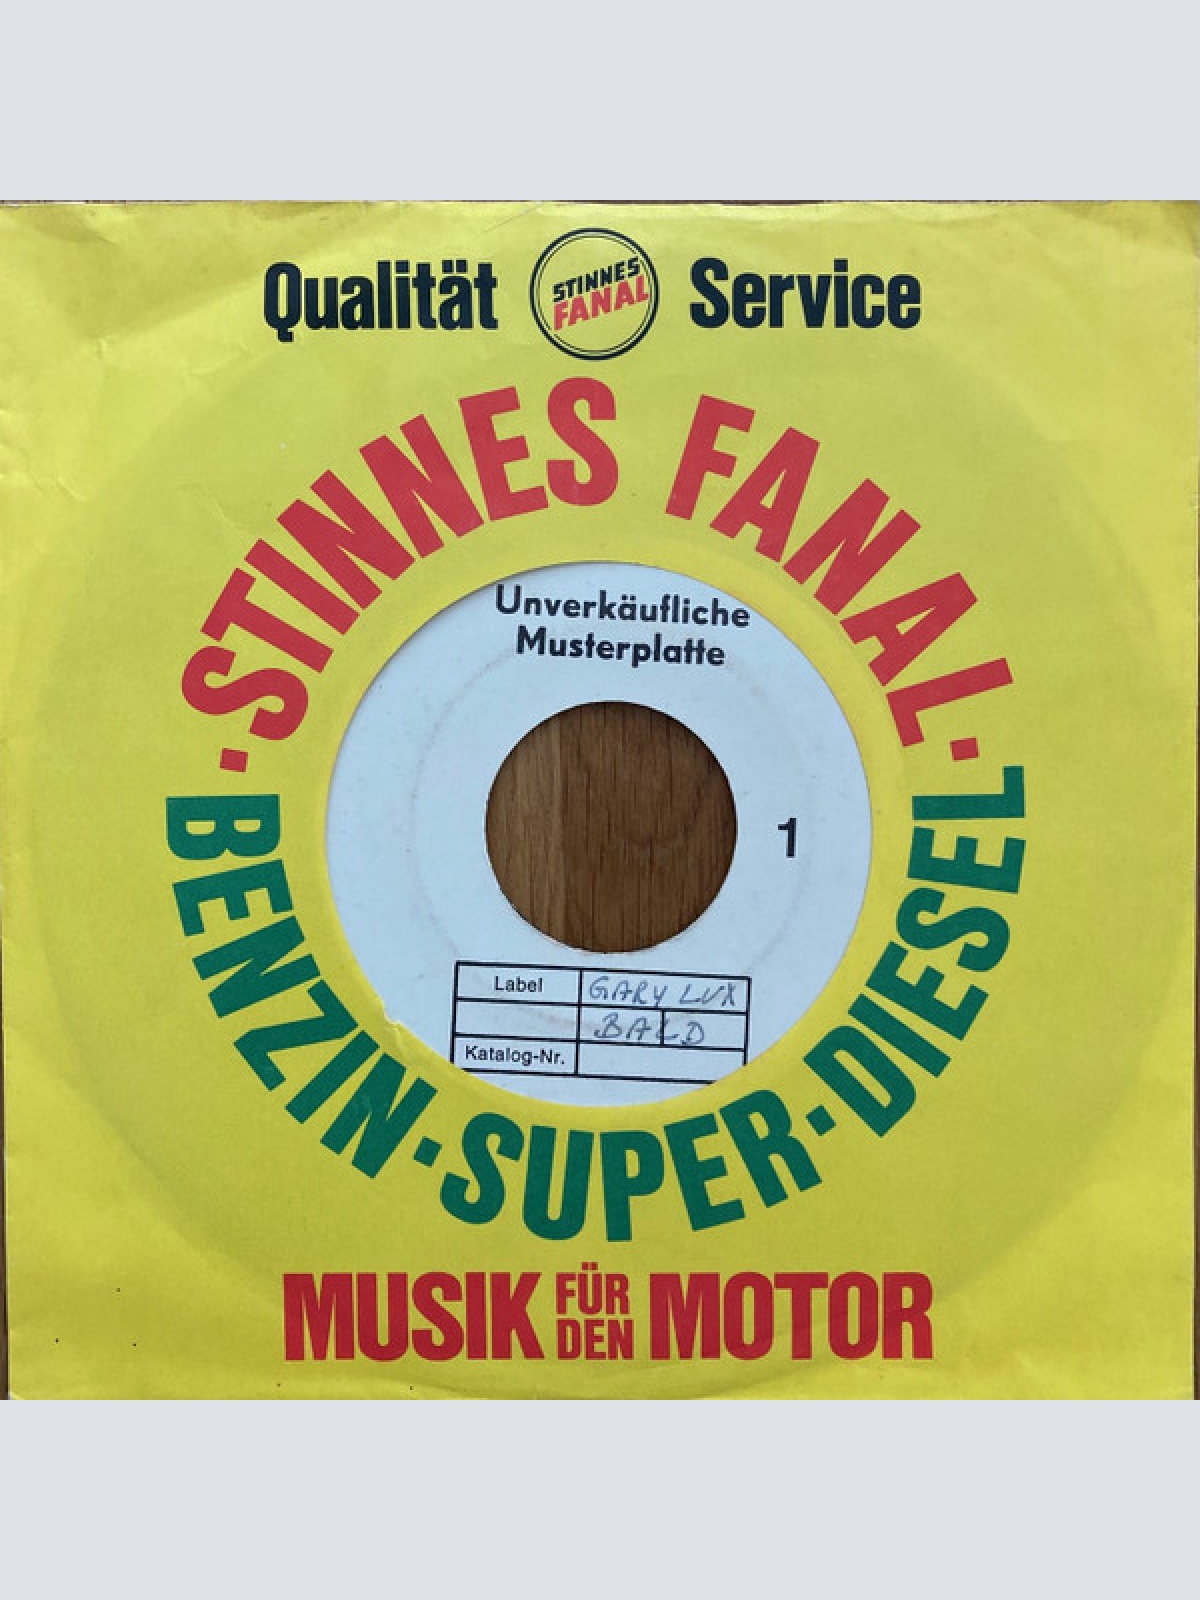 Qualität STINNES FANAL Service
·STINNES FANAL·
Unverkäufliche
Musterplatte
1
Label GARY LUX
BALD
Katalog-Nr.
BENZIN·SUPER·DIESEL
MUSIK FÜR DEN MOTOR